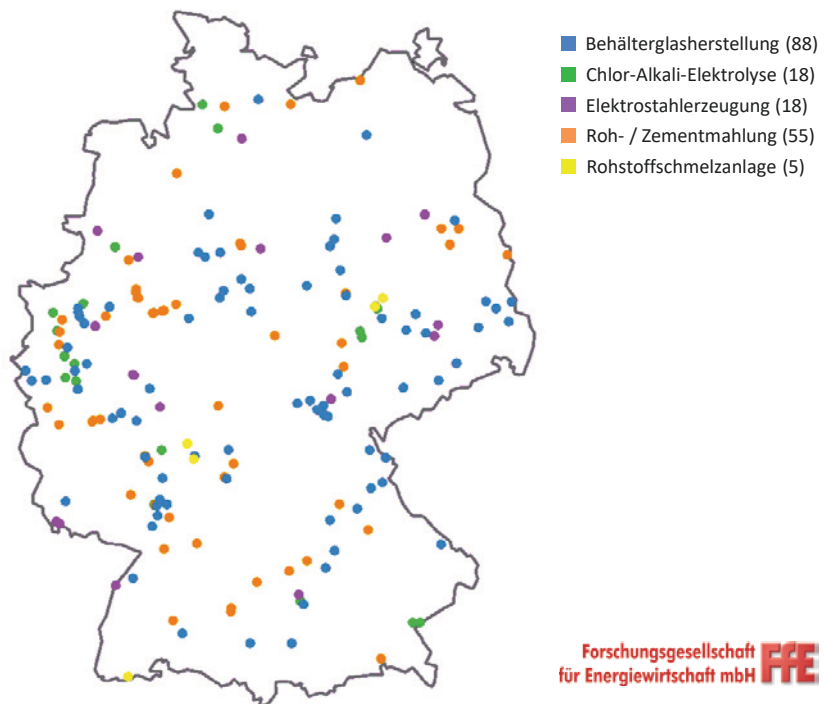 Behälterglasherstellung (88)
Chlor-Alkali-Elektrolyse (18)
Elektrostahlerzeugung (18)
Roh- / Zementmahlung (55)
Rohstoffschmelzanlage (5)
Forschungsgesellschaft
für Energiewirtschaft mbH FfE